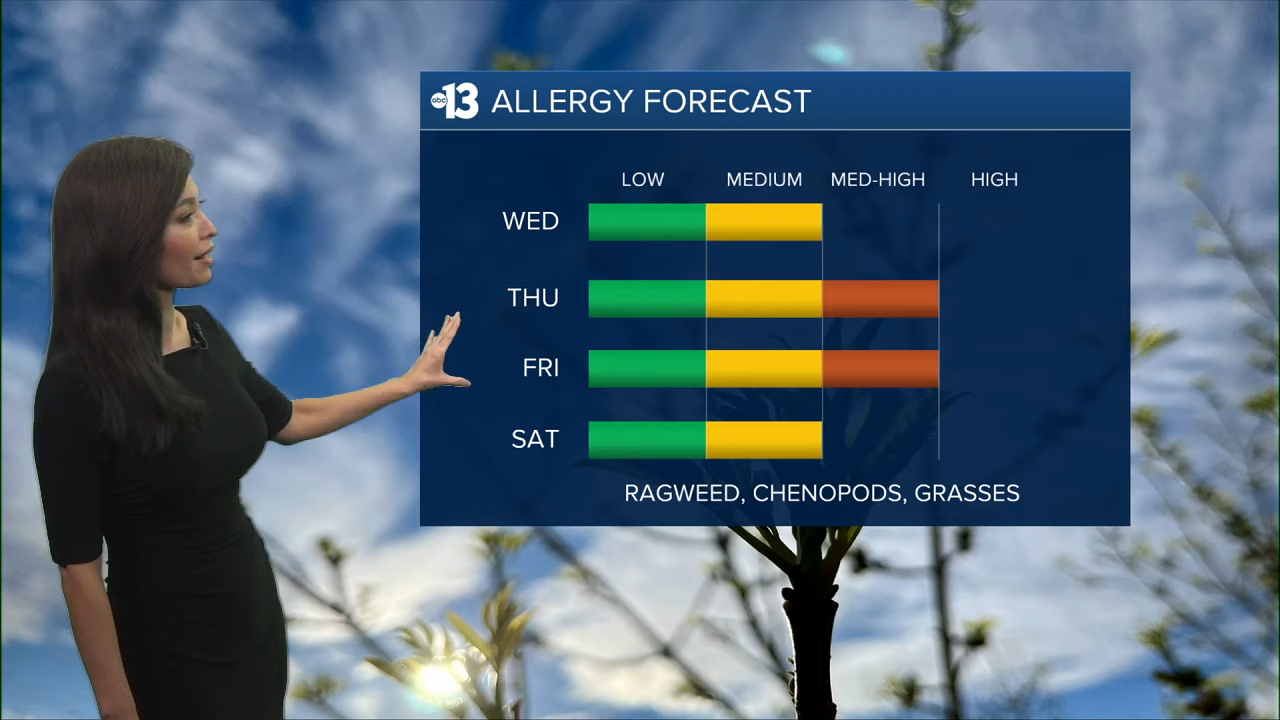 abc 13 ALLERGY FORECAST
LOW MEDIUM MED-HIGH HIGH
WED
THU
FRI
SAT
RAGWEED, CHENOPODS, GRASSES